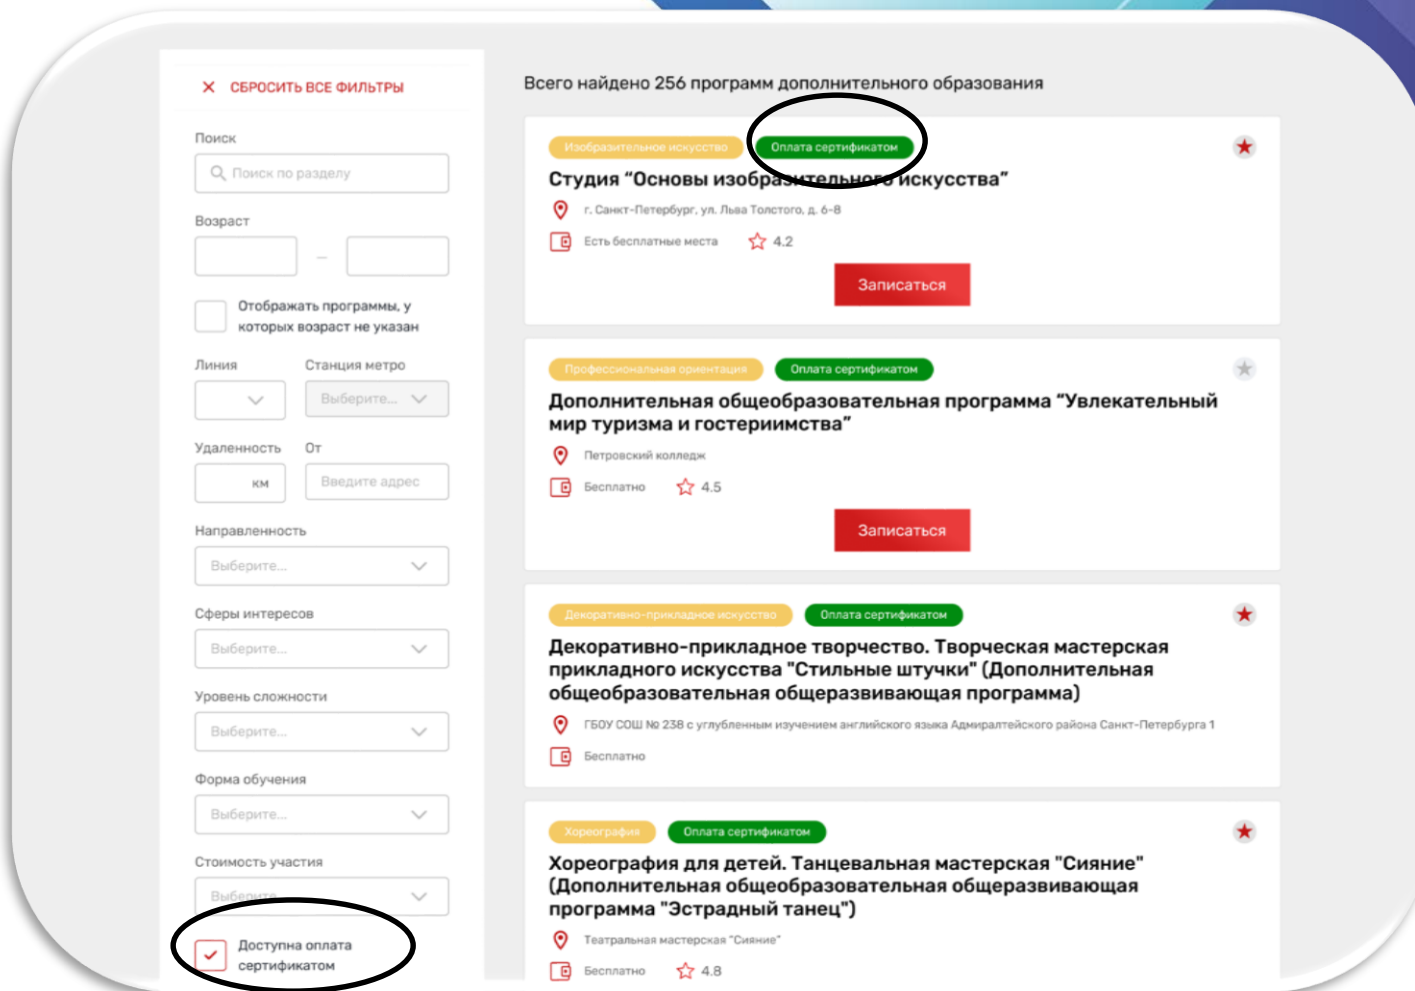 СБРОСИТЬ ВСЕ ФИЛЬТРЫ
Поиск
Поиск по разделу
Возраст
–
Отображать программы, у
которых возраст не указан
Линия
Станция метро
Выберите...
Удаленность
От
км
Введите адрес
Направленность
Выберите...
Сферы интересов
Выберите...
Уровень сложности
Выберите...
Форма обучения
Выберите...
Стоимость участия
Выберите...
Доступна оплата
сертификатом
Всего найдено 256 программ дополнительного образования
Изобразительное искусство
Оплата сертификатом
Студия “Основы изобразительного искусства”
г. Санкт-Петербург, ул. Льва Толстого, д. 6-8
Есть бесплатные места
4.2
Записаться
Профессиональная ориентация
Оплата сертификатом
Дополнительная общеобразовательная программа “Увлекательный
мир туризма и гостериимства”
Петровский колледж
Бесплатно
4.5
Записаться
Декоративно-прикладное искусство
Оплата сертификатом
Декоративно-прикладное творчество. Творческая мастерская
прикладного искусства "Стильные штучки" (Дополнительная
общеобразовательная общеразвивающая программа)
ГБОУ СОШ № 238 с углубленным изучением английского языка Адмиралтейского района Санкт-Петербурга 1
Бесплатно
Хореография
Оплата сертификатом
Хореография для детей. Танцевальная мастерская "Сияние"
(Дополнительная общеобразовательная общеразвивающая
программа "Эстрадный танец")
Театральная мастерская "Сияние"
Бесплатно
4.8